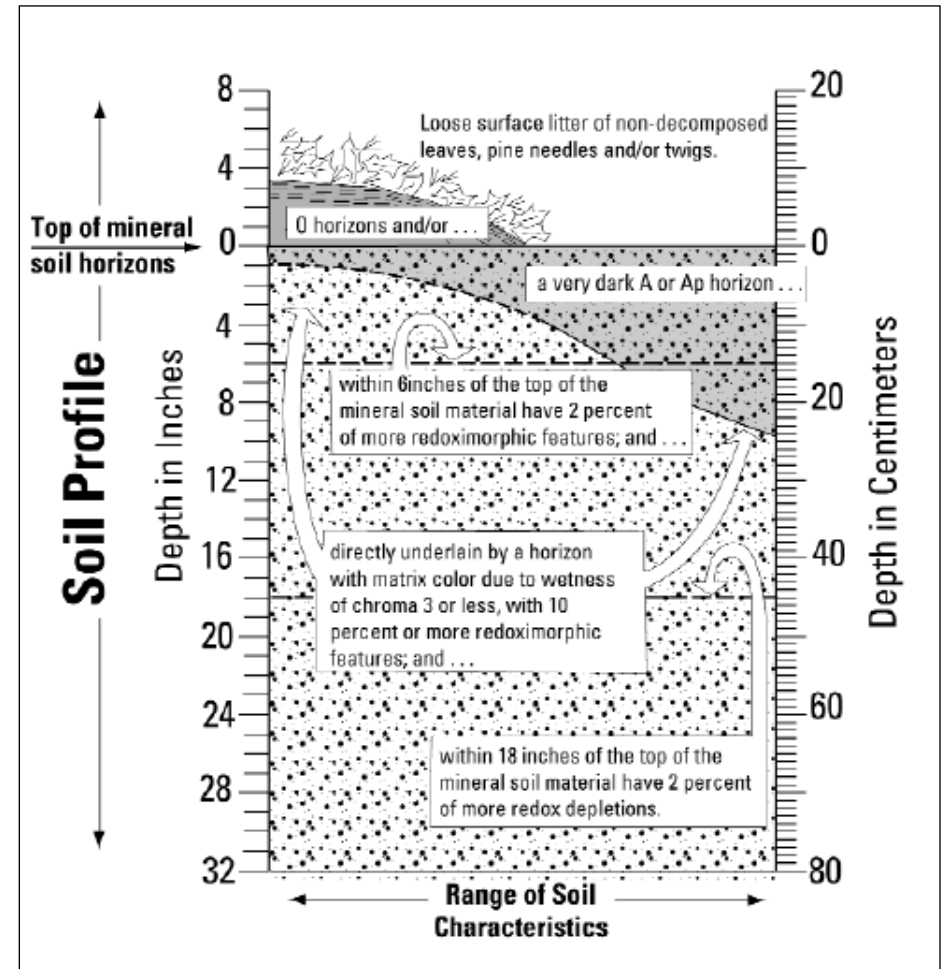 8
4
0
4
8
12
16
20
24
28
32
20
0
20
40
60
80
Soil Profile
Depth in Inches
Depth in Centimeters
Top of mineral
soil horizons
Loose surface litter of non-decomposed
leaves, pine needles and/or twigs.
O horizons and/or . . .
a very dark A or Ap horizon . . .
within 6inches of the top of the
mineral soil material have 2 percent
of more redoximorphic features; and . . .
directly underlain by a horizon
with matrix color due to wetness
of chroma 3 or less, with 10
percent or more redoximorphic
features; and . . .
within 18 inches of the top of the
mineral soil material have 2 percent
of more redox depletions.
Range of Soil
Characteristics